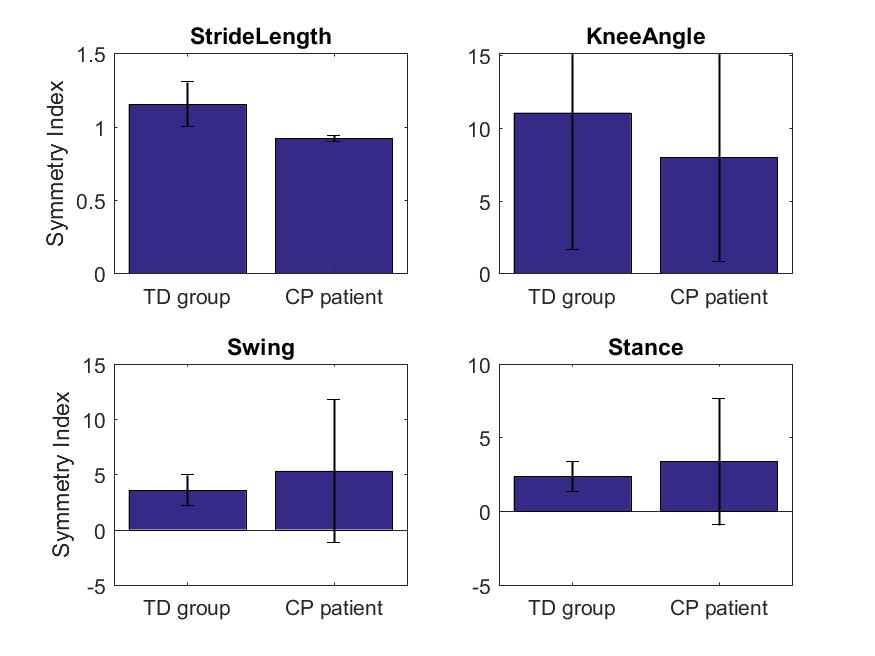 StrideLength
1.5
1
0.5
0
Symmetry Index
TD group
CP patient
KneeAngle
15
10
5
0
TD group
CP patient
Swing
15
10
5
0
-5
Symmetry Index
TD group
CP patient
Stance
10
5
0
-5
TD group
CP patient